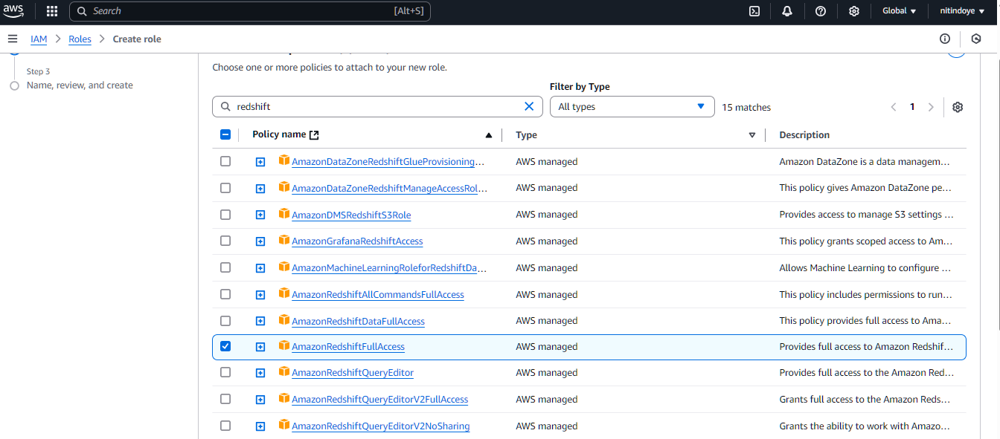 aws
Search [Alt+S] Global nitindoye
IAM > Roles > Create role
Step 3
Name, review, and create
Choose one or more policies to attach to your new role.
Filter by Type
redshift All types 15 matches 1
Policy name Type Description
AmazonDataZoneRedshiftGlueProvisioning... AWS managed Amazon DataZone is a data managem...
AmazonDataZoneRedshiftManageAccessRol... AWS managed This policy gives Amazon DataZone pe...
AmazonDMSRedshiftS3Role AWS managed Provides access to manage S3 settings ...
AmazonGrafanaRedshiftAccess AWS managed This policy grants scoped access to Am...
AmazonMachineLearningRoleforRedshiftDa... AWS managed Allows Machine Learning to configure ...
AmazonRedshiftAllCommandsFullAccess AWS managed This policy includes permissions to run...
AmazonRedshiftDataFullAccess AWS managed This policy provides full access to Ama...
AmazonRedshiftFullAccess AWS managed Provides full access to Amazon Redshif...
AmazonRedshiftQueryEditor AWS managed Provides full access to the Amazon Red...
AmazonRedshiftQueryEditorV2FullAccess AWS managed Grants full access to the Amazon Reds...
AmazonRedshiftQueryEditorV2NoSharing AWS managed Grants the ability to work with Amazo...